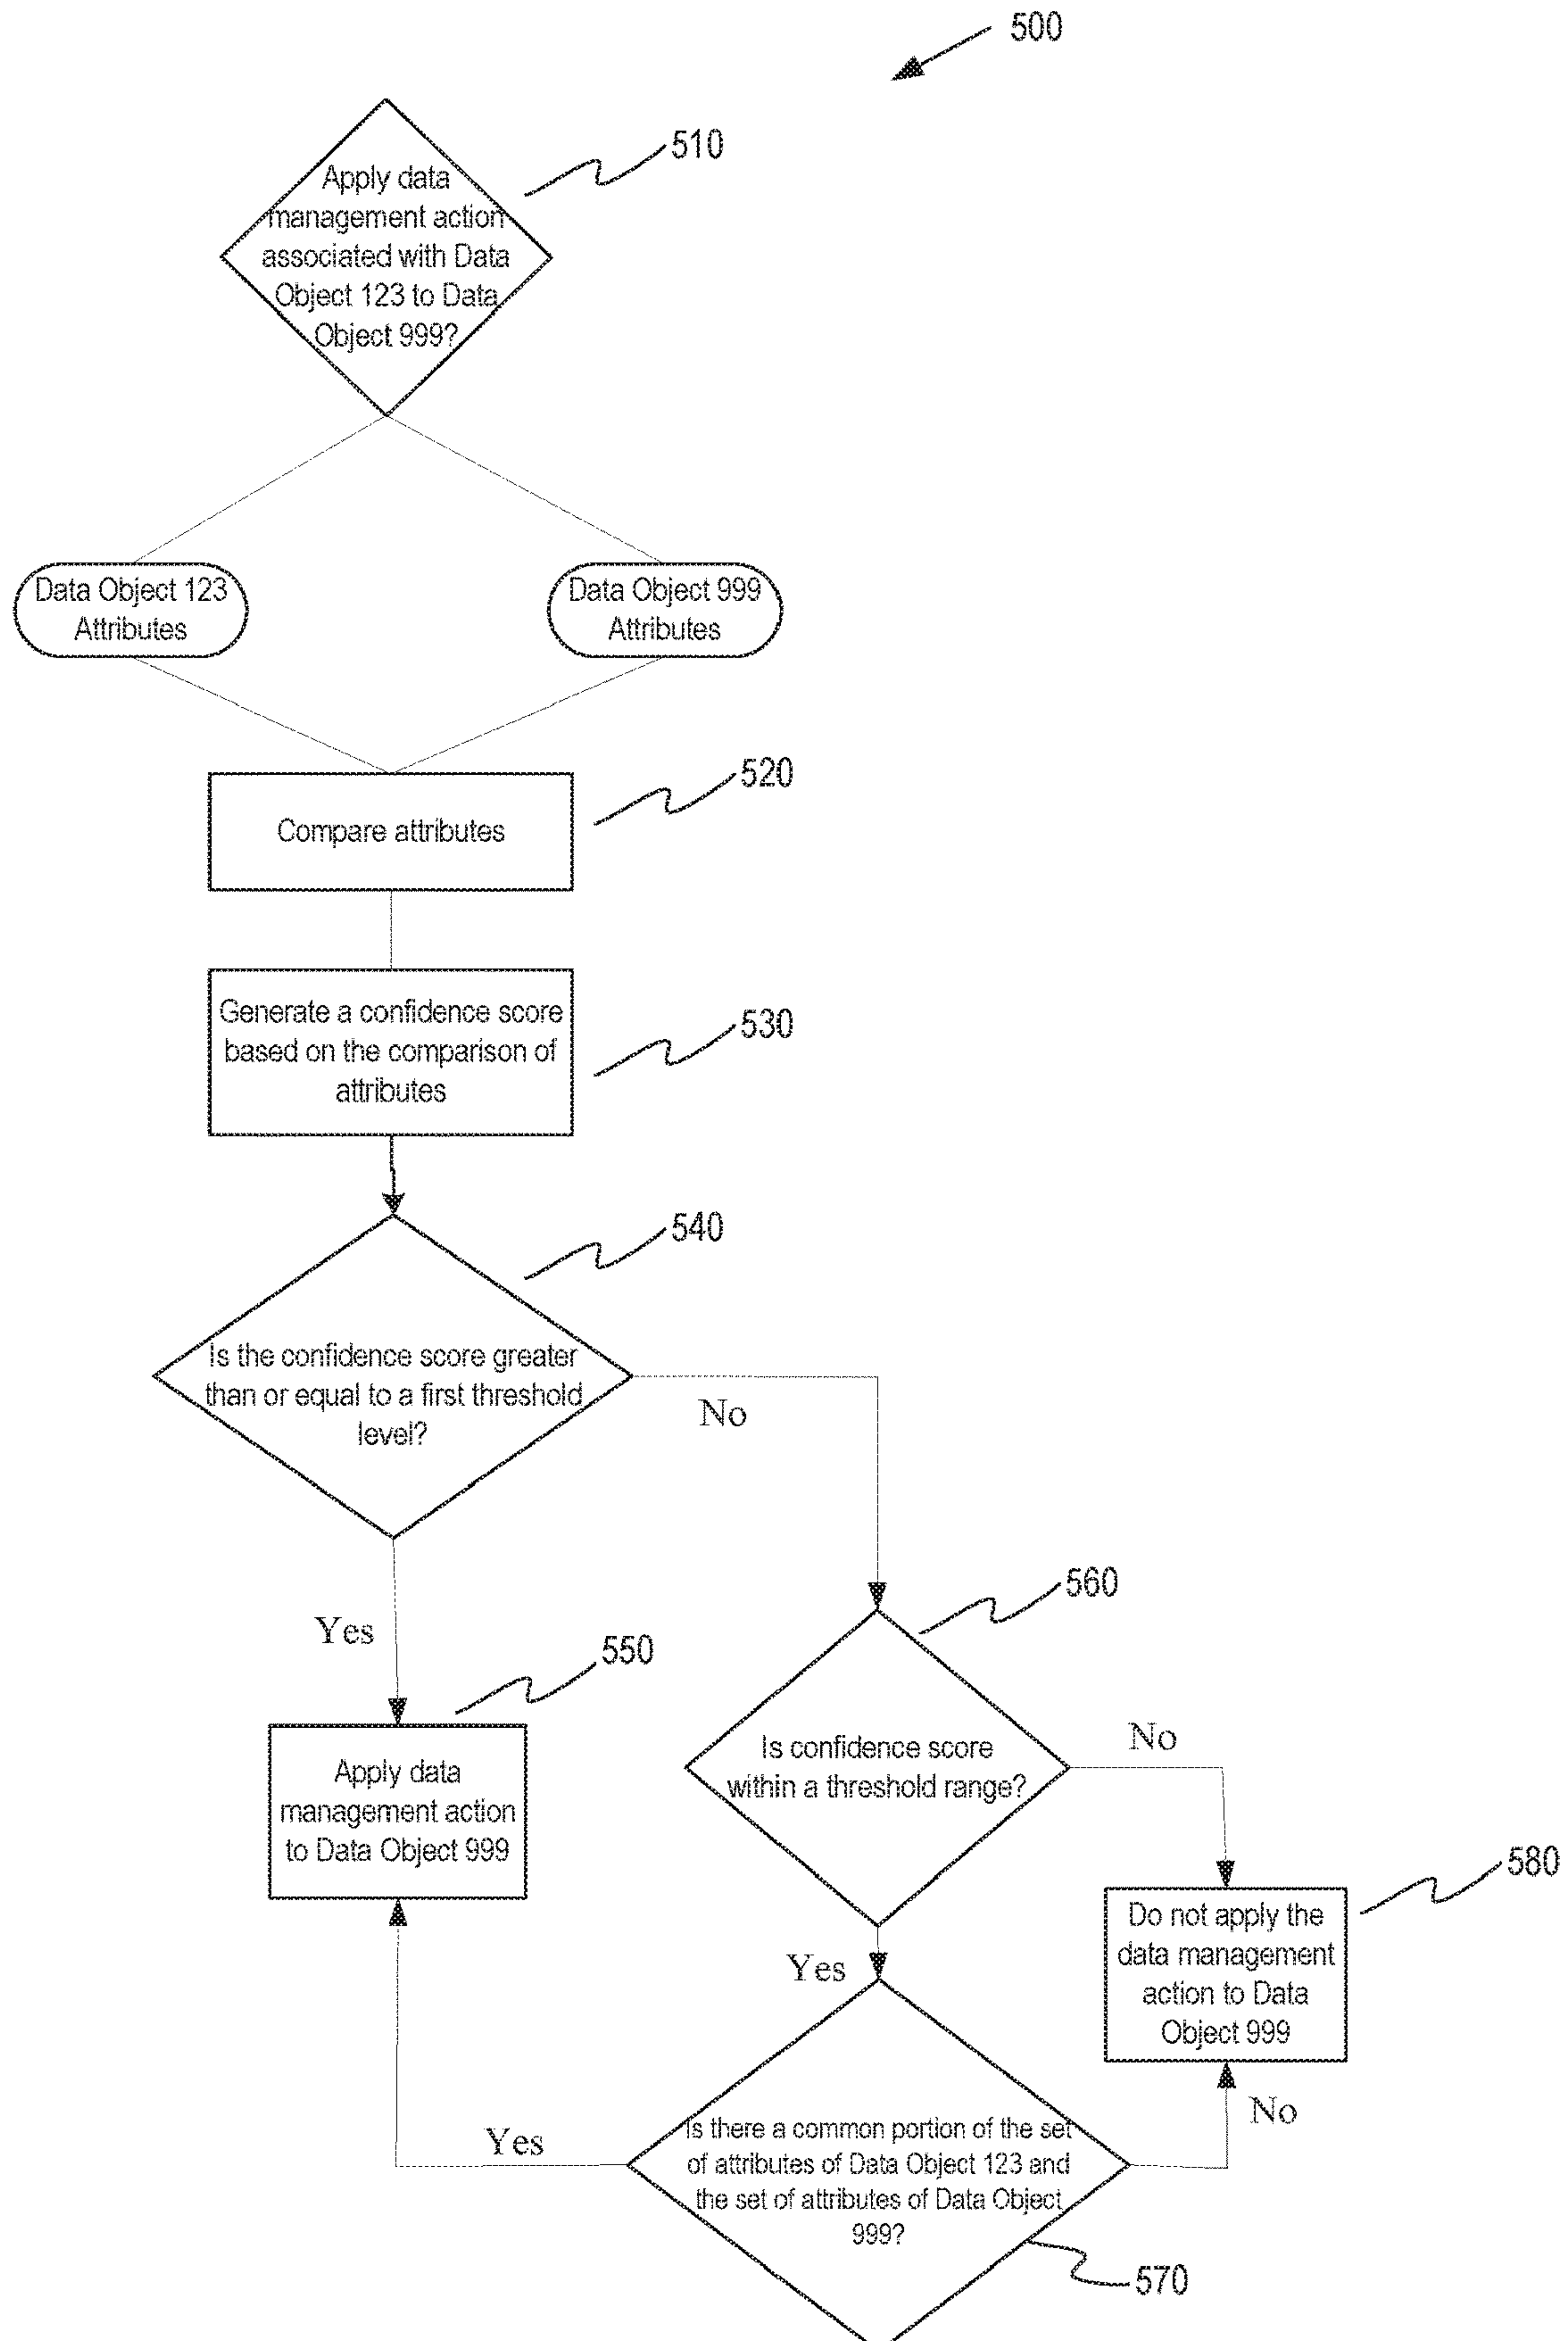 500
510
Apply data
management action
associated with Data
Object 123 to Data
Object 999?
Data Object 123
Attributes
Data Object 999
Attributes
520
Compare attributes
530
Generate a confidence score
based on the comparison of
attributes
540
Is the confidence score greater
than or equal to a first threshold
level?
No
Yes
560
550
Is confidence score
within a threshold range?
No
Apply data
management action
to Data Object 999
580
Do not apply the
data management
action to Data
Object 999
Yes
No
Yes
Is there a common portion of the set
of attributes of Data Object 123 and
the set of attributes of Data Object
999?
570